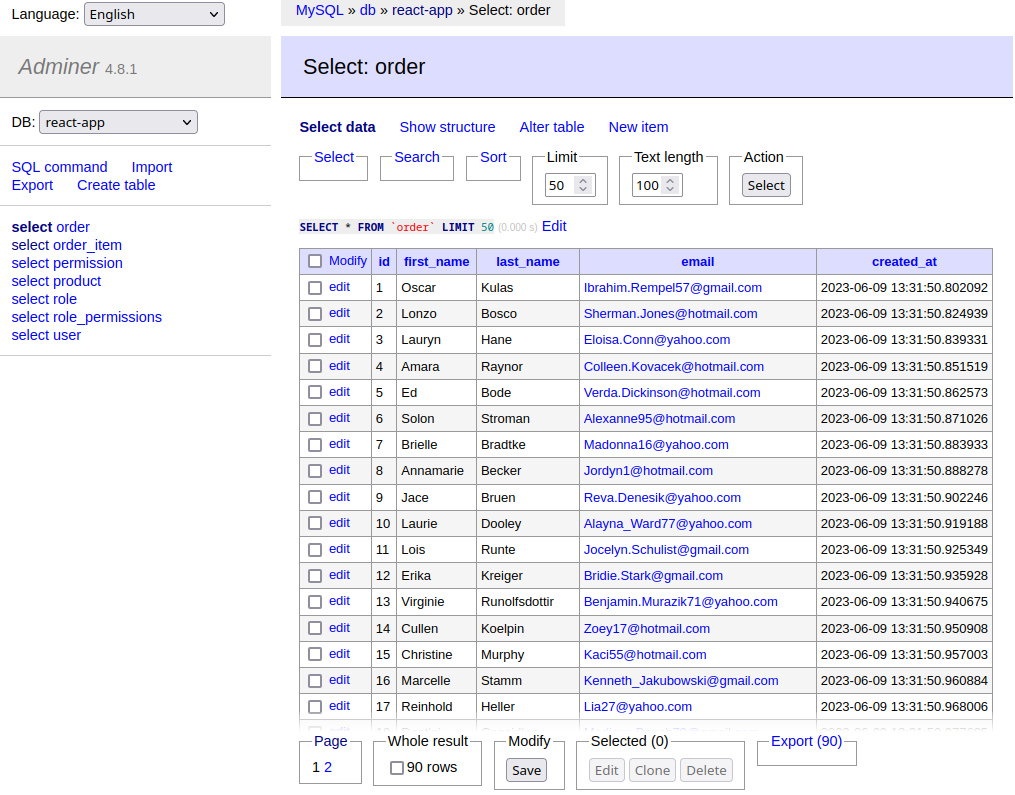 Language: English
MySQL » db » react-app » Select: order
Adminer 4.8.1
Select: order
DB: react-app
Select data Show structure Alter table New item
SQL command Import
Export Create table
Select Search Sort Limit Text length Action
50 100 Select
select order
select order_item
select permission
select product
select role
select role_permissions
select user
SELECT * FROM `order` LIMIT 50 (0.000 s) Edit
Modify id first_name last_name email created_at
edit 1 Oscar Kulas Ibrahim.Rempel57@gmail.com 2023-06-09 13:31:50.802092
edit 2 Lonzo Bosco Sherman.Jones@hotmail.com 2023-06-09 13:31:50.824939
edit 3 Lauryn Hane Eloisa.Conn@yahoo.com 2023-06-09 13:31:50.839331
edit 4 Amara Raynor Colleen.Kovacek@hotmail.com 2023-06-09 13:31:50.851519
edit 5 Ed Bode Verda.Dickinson@hotmail.com 2023-06-09 13:31:50.862573
edit 6 Solon Stroman Alexanne95@hotmail.com 2023-06-09 13:31:50.871026
edit 7 Brielle Bradtke Madonna16@yahoo.com 2023-06-09 13:31:50.883933
edit 8 Annamarie Becker Jordyn1@hotmail.com 2023-06-09 13:31:50.888278
edit 9 Jace Bruen Reva.Denesik@yahoo.com 2023-06-09 13:31:50.902246
edit 10 Laurie Dooley Alayna_Ward77@yahoo.com 2023-06-09 13:31:50.919188
edit 11 Lois Runte Jocelyn.Schulist@gmail.com 2023-06-09 13:31:50.925349
edit 12 Erika Kreiger Bridie.Stark@gmail.com 2023-06-09 13:31:50.935928
edit 13 Virginie Runolfsdottir Benjamin.Murazik71@yahoo.com 2023-06-09 13:31:50.940675
edit 14 Cullen Koelpin Zoey17@hotmail.com 2023-06-09 13:31:50.950908
edit 15 Christine Murphy Kaci55@hotmail.com 2023-06-09 13:31:50.957003
edit 16 Marcelle Stamm Kenneth_Jakubowski@gmail.com 2023-06-09 13:31:50.960884
edit 17 Reinhold Heller Lia27@yahoo.com 2023-06-09 13:31:50.968006
Page Whole result Modify Selected (0) Export (90)
1 2 90 rows Save Edit Clone Delete